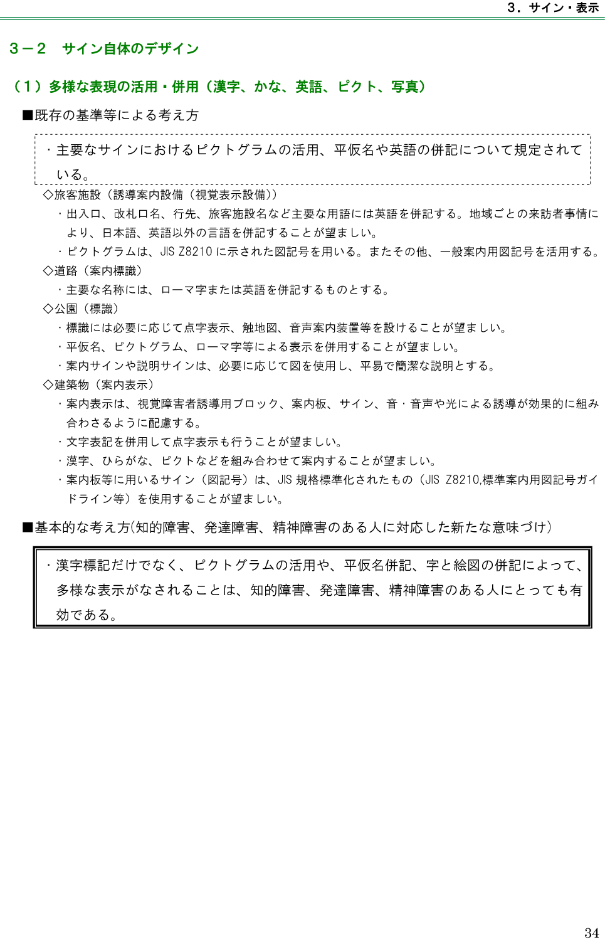 ３．サイン・表示
３－２　サイン自体のデザイン
（１）多様な表現の活用・併用（漢字、かな、英語、ピクト、写真）
■既存の基準等による考え方
・主要なサインにおけるピクトグラムの活用、平仮名や英語の併記について規定されて
いる。
◇旅客施設（誘導案内設備（視覚表示設備））
・出入口、改札口名、行先、旅客施設名など主要な用語には英語を併記する。地域ごとの来訪者事情に
より、日本語、英語以外の言語を併記することが望ましい。
・ピクトグラムは、JIS Z8210 に示された図記号を用いる。またその他、一般案内用図記号を活用する。
◇道路（案内標識）
・主要な名称には、ローマ字または英語を併記するものとする。
◇公園（標識）
・標識には必要に応じて点字表示、触地図、音声案内装置等を設けることが望ましい。
・平仮名、ピクトグラム、ローマ字等による表示を併用することが望ましい。
・案内サインや説明サインは、必要に応じて図を使用し、平易で簡潔な説明とする。
◇建築物（案内表示）
・案内表示は、視覚障害者誘導用ブロック、案内板、サイン、音・音声や光による誘導が効果的に組み
合わさるように配慮する。
・文字表記を併用して点字表示も行うことが望ましい。
・漢字、ひらがな、ピクトなどを組み合わせて案内することが望ましい。
・案内板等に用いるサイン（図記号）は、JIS 規格標準化されたもの（JIS Z8210,標準案内用図記号ガイ
ドライン等）を使用することが望ましい。
■基本的な考え方(知的障害、発達障害、精神障害のある人に対応した新たな意味づけ)
・漢字標記だけでなく、ピクトグラムの活用や、平仮名併記、字と絵図の併記によって、
多様な表示がなされることは、知的障害、発達障害、精神障害のある人にとっても有
効である。
34